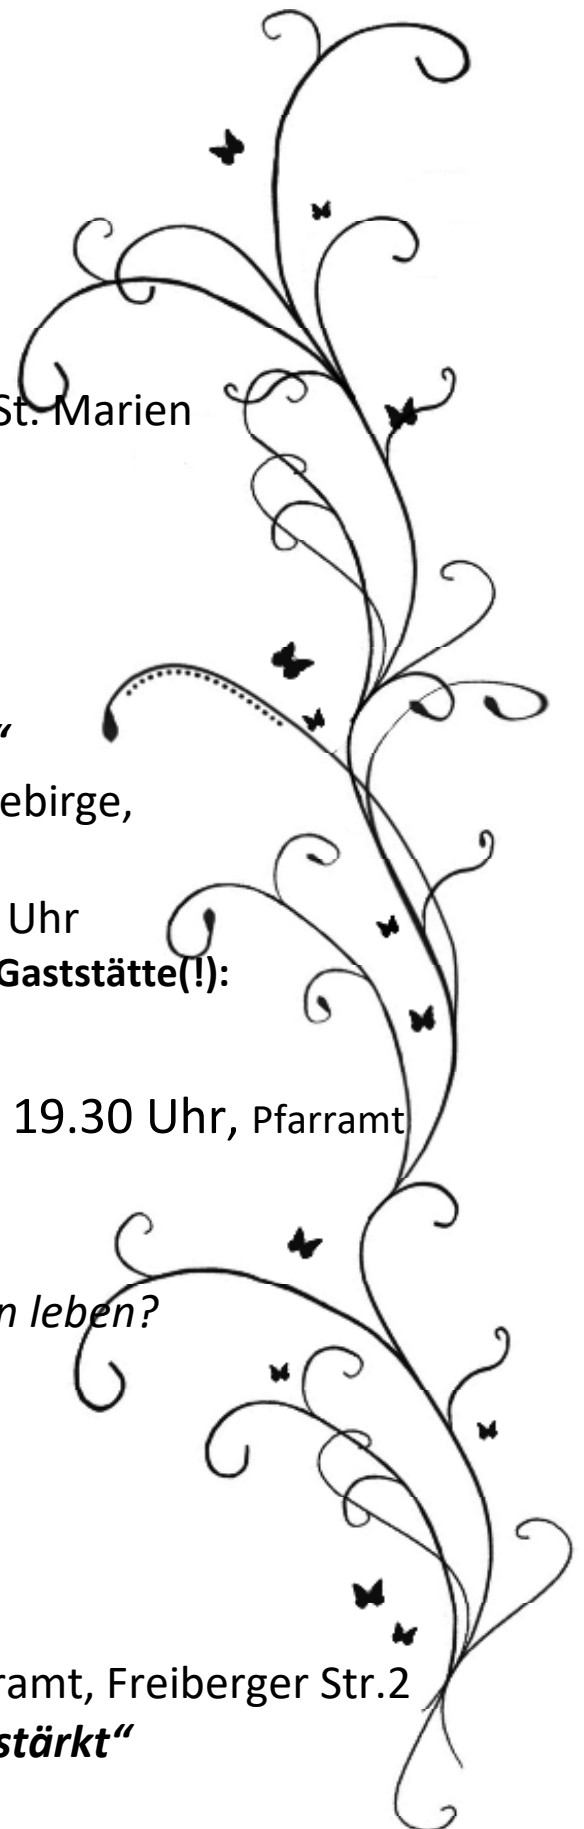 St. Marien
“
ebirge,
Uhr
Gaststätte(!):
19.30 Uhr, Pfarramt
n leben?
ramt, Freiberger Str.2
stärkt“